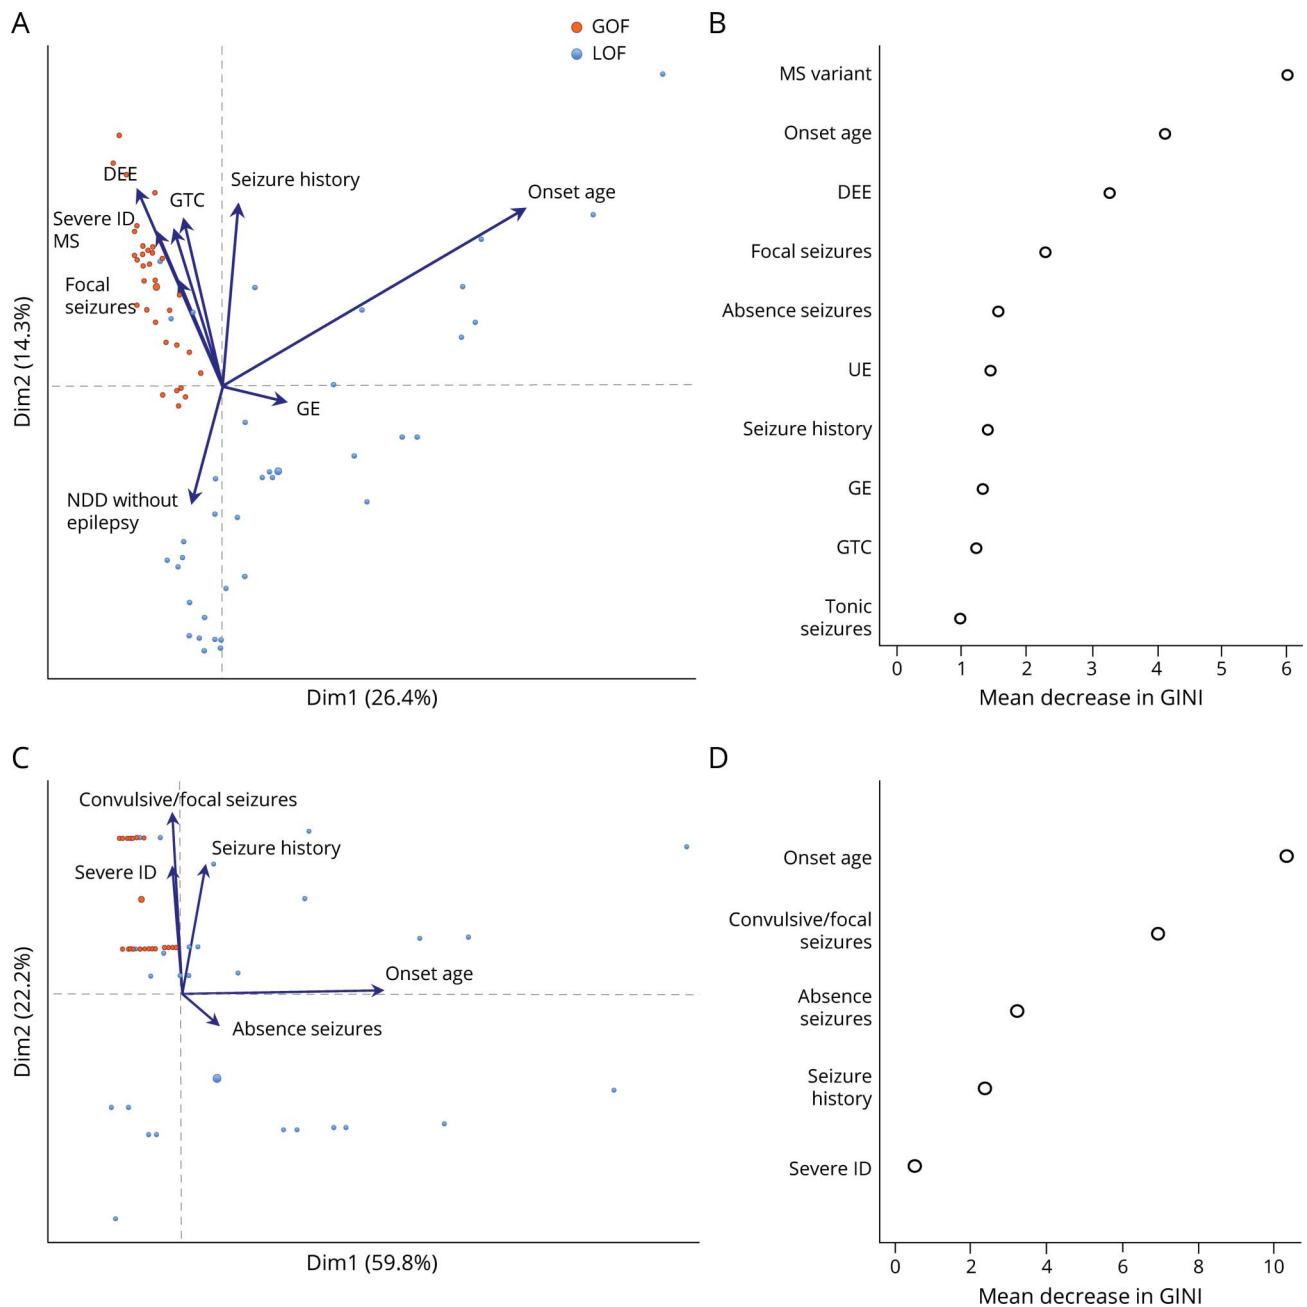 A
GOF
LOF
DEE
GTC
Seizure history
Onset age
Severe ID
MS
Focal
seizures
GE
NDD without
epilepsy
Dim2 (14.3%)
Dim1 (26.4%)
B
MS variant
Onset age
DEE
Focal seizures
Absence seizures
UE
Seizure history
GE
GTC
Tonic
seizures
0 1 2 3 4 5 6
Mean decrease in GINI
C
Convulsive/focal seizures
Seizure history
Severe ID
Onset age
Absence seizures
Dim2 (22.2%)
Dim1 (59.8%)
D
Onset age
Convulsive/focal
seizures
Absence
seizures
Seizure
history
Severe ID
0 2 4 6 8 10
Mean decrease in GINI